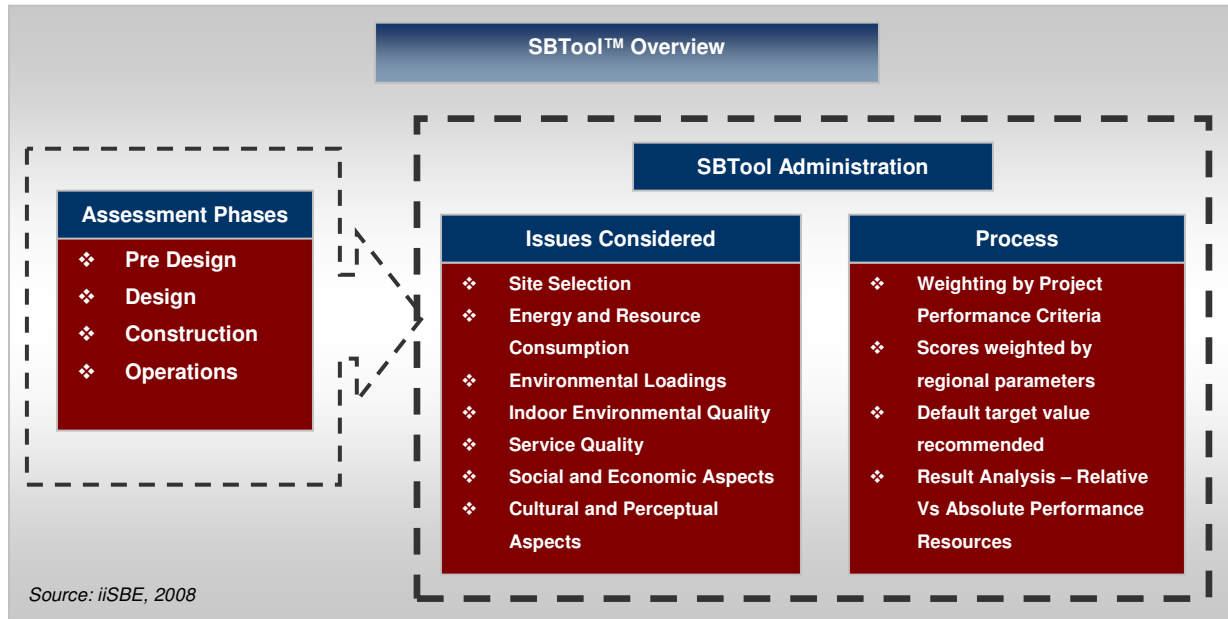 SBTool™ Overview
SBTool Administration
Assessment Phases
❖ Pre Design
❖ Design
❖ Construction
❖ Operations
Issues Considered
❖ Site Selection
❖ Energy and Resource
Consumption
❖ Environmental Loadings
❖ Indoor Environmental Quality
❖ Service Quality
❖ Social and Economic Aspects
❖ Cultural and Perceptual
Aspects
Process
❖ Weighting by Project
Performance Criteria
❖ Scores weighted by
regional parameters
❖ Default target value
recommended
❖ Result Analysis – Relative
Vs Absolute Performance
Resources
Source: iiSBE, 2008